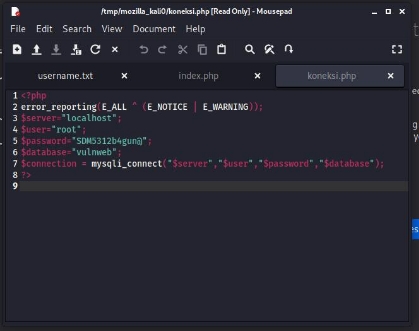 /tmp/mozilla_kali0/koneksi.php [Read Only] - Mousepad
File Edit Search View Document Help
username.txt index.php koneksi.php
1 <?php
2 error_reporting(E_ALL ^ (E_NOTICE | E_WARNING));
3 $server="localhost";
4 $user="root";
5 $password="SDM5312b4gun@";
6 $database="vulnweb";
7 $connection = mysqli_connect("$server","$user","$password","$database");
8 ?>
9